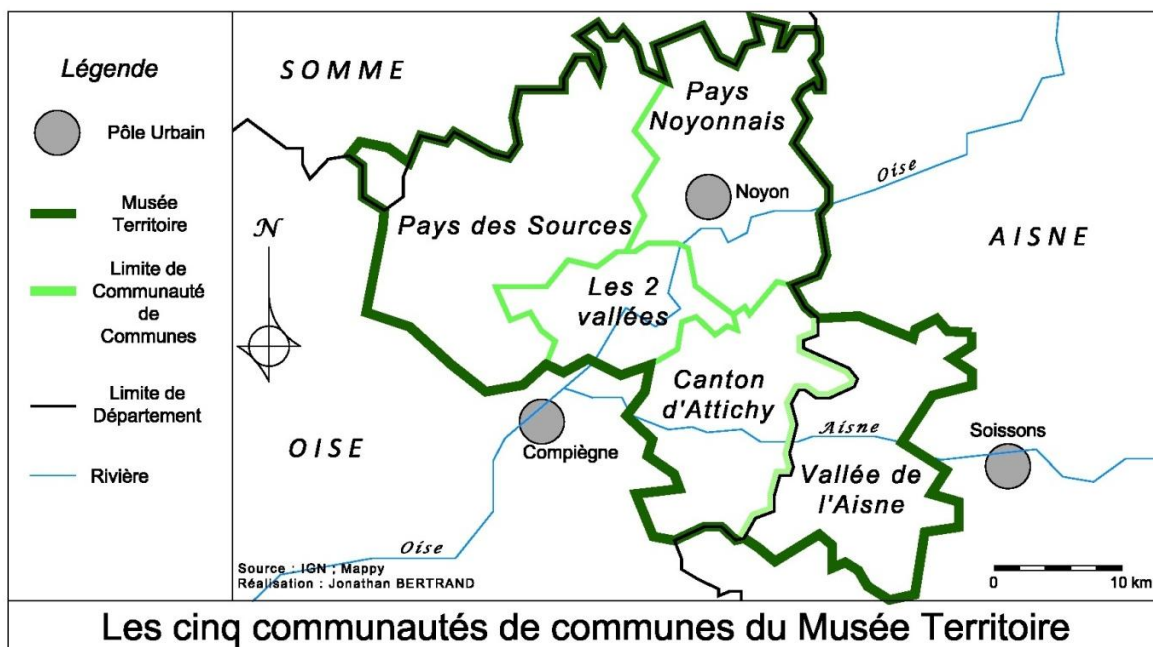 Légende
Pôle Urbain
Musée
Territoire
Limite de
Communauté
de
Communes
Limite de
Département
Rivière
N
SOMME
Pays
Noyonnais
Oise
Noyon
Pays des Sources
AISNE
Les 2
vallées
Canton
d'Attichy
Aisne
OISE
Compiègne
Soissons
Vallée de
l'Aisne
Oise
Source : IGN ; Mappy
Réalisation : Jonathan BERTRAND
0 10 km
Les cinq communautés de communes du Musée Territoire